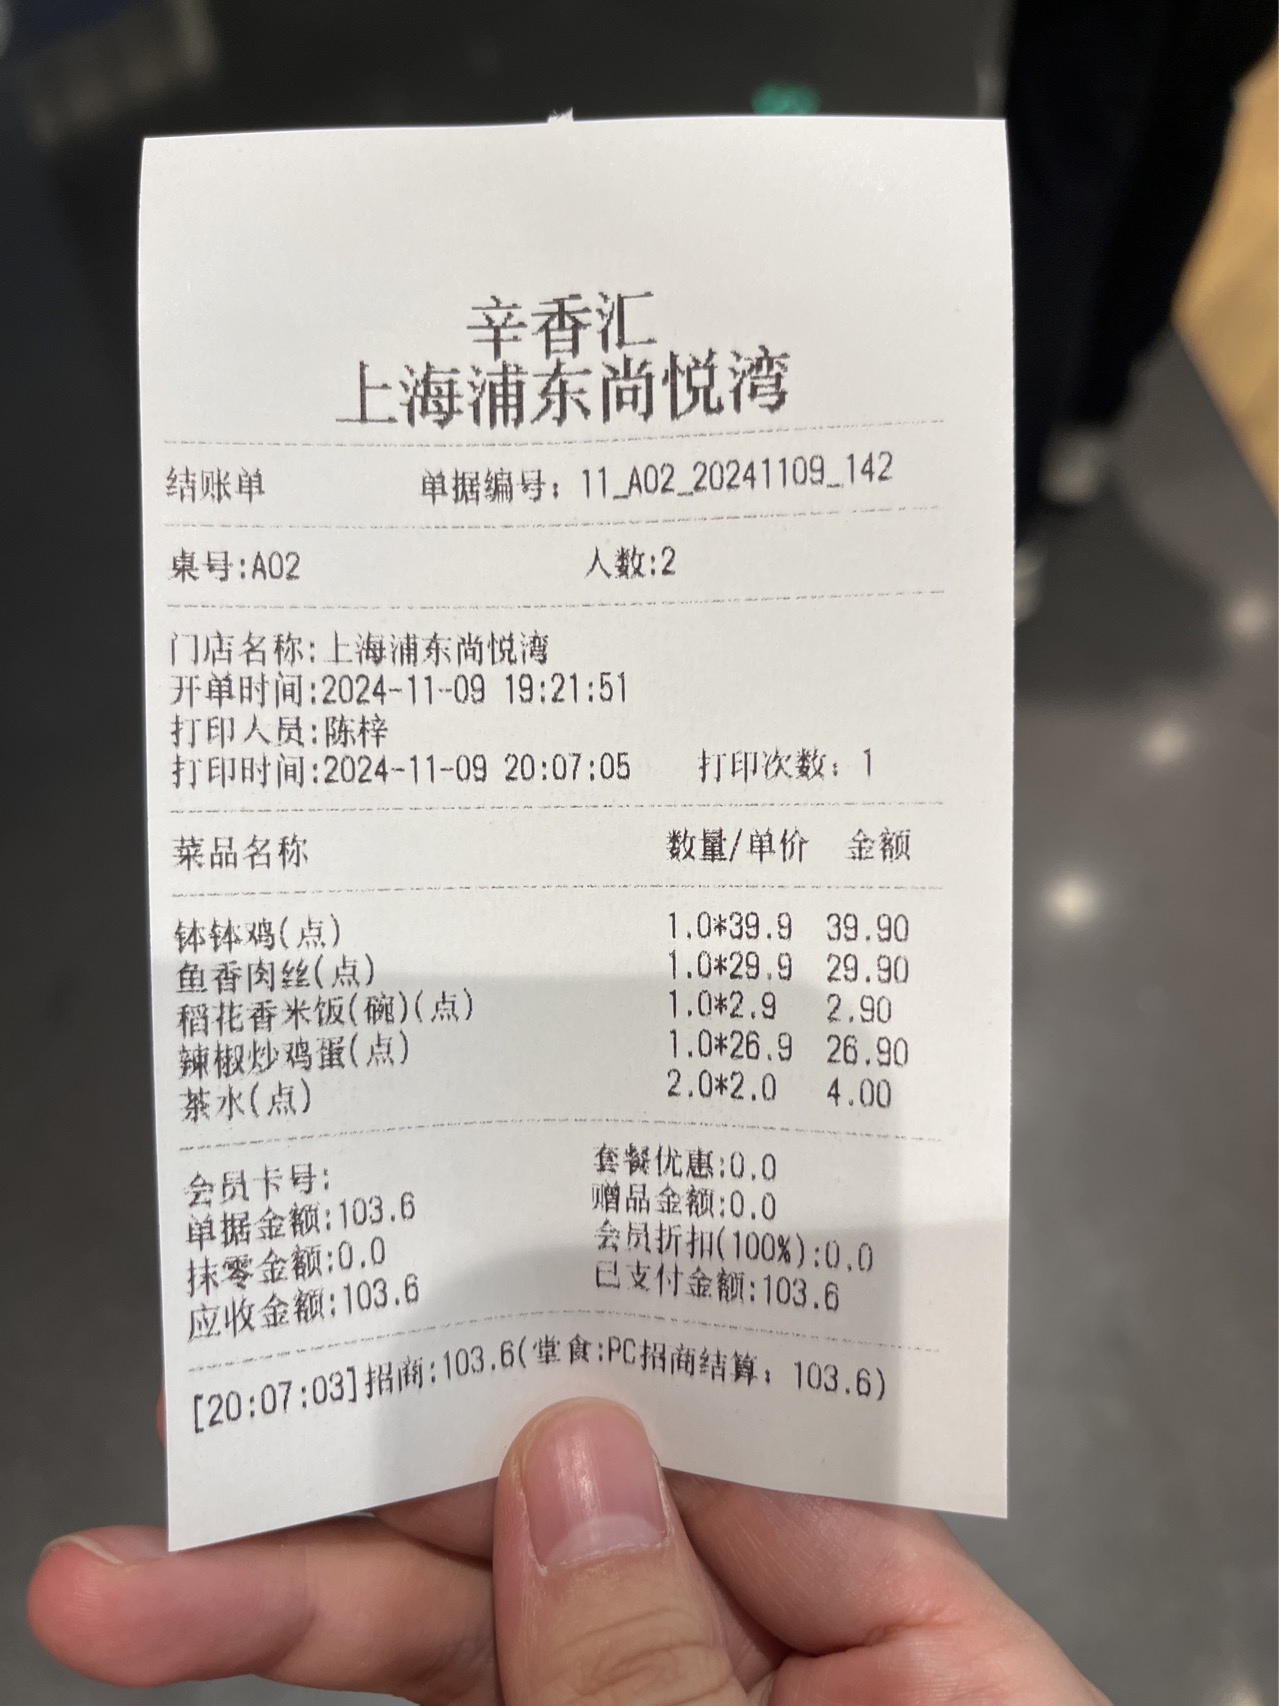 辛香汇
上海浦东尚悦湾
结账单 单据编号：11_A02_20241109_142
桌号:A02 人数:2
门店名称:上海浦东尚悦湾
开单时间:2024-11-09 19:21:51
打印人员:陈梓
打印时间:2024-11-09 20:07:05 打印次数：1
菜品名称 数量/单价 金额
钵钵鸡(点) 1.0*39.9 39.90
鱼香肉丝(点) 1.0*29.9 29.90
稻花香米饭(碗)(点) 1.0*2.9 2.90
辣椒炒鸡蛋(点) 1.0*26.9 26.90
茶水(点) 2.0*2.0 4.00
会员卡号: 套餐优惠:0.0
单据金额:103.6 赠品金额:0.0
抹零金额:0.0 会员折扣(100%):0.0
应收金额:103.6 已支付金额:103.6
[20:07:03]招商:103.6(堂食:PC招商结算：103.6)